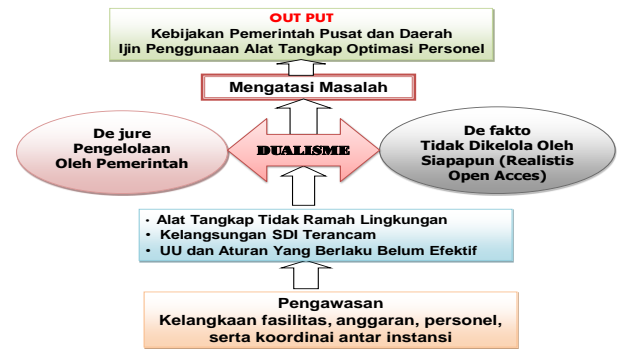 OUT PUT
Kebijakan Pemerintah Pusat dan Daerah
Ijin Penggunaan Alat Tangkap Optimasi Personel
Mengatasi Masalah
De jure
Pengelolaan
Oleh Pemerintah
DUALISME
De fakto
Tidak Dikelola Oleh
Siapapun (Realistis
Open Acces)
• Alat Tangkap Tidak Ramah Lingkungan
• Kelangsungan SDI Terancam
• UU dan Aturan Yang Berlaku Belum Efektif
Pengawasan
Kelangkaan fasilitas, anggaran, personel,
serta koordinai antar instansi